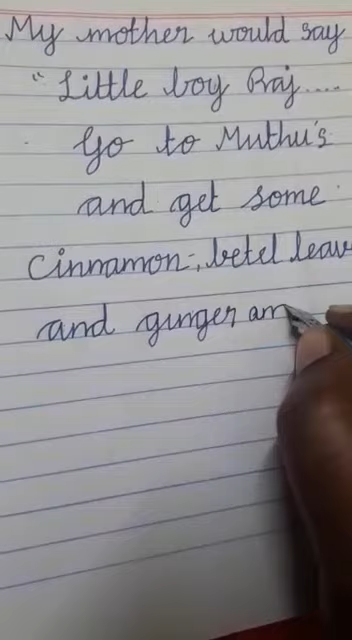 My mother would say
“Little boy Raj....
Go to Muthu's
and get some
Cinnamon, betel leav
and ginger an